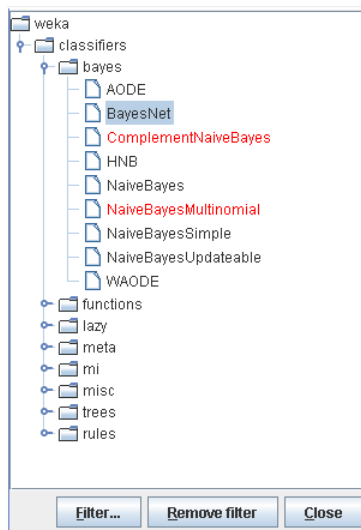 weka
classifiers
bayes
AODE
BayesNet
ComplementNaiveBayes
HNB
NaiveBayes
NaiveBayesMultinomial
NaiveBayesSimple
NaiveBayesUpdateable
WAODE
functions
lazy
meta
mi
misc
trees
rules
Filter... Remove filter Close